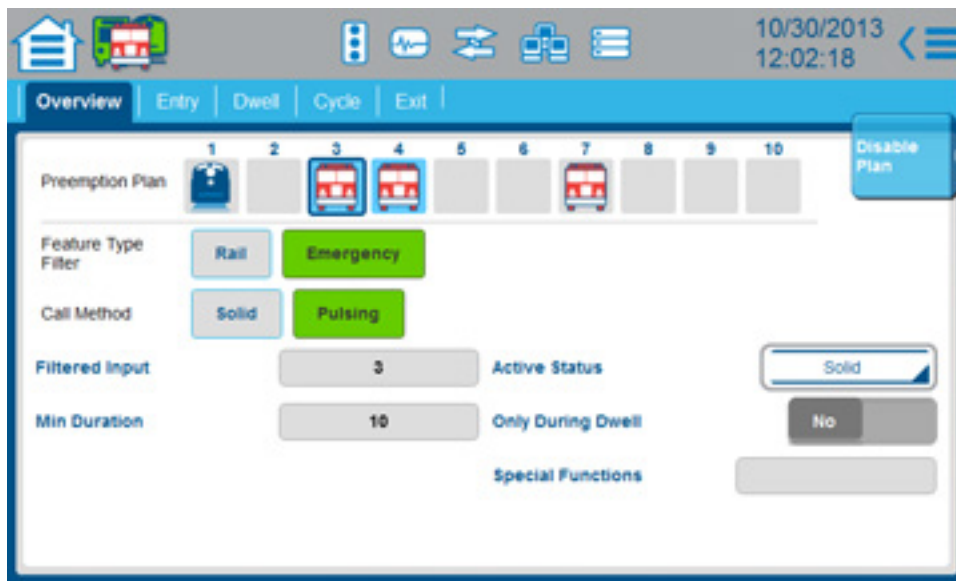 10/30/2013
12:02:18
Overview Entry Dwell Cycle Exit
Disable
Plan
1 2 3 4 5 6 7 8 9 10
Preemption Plan
Feature Type
Filter
Rail Emergency
Call Method Solid Pulsing
Filtered Input 3 Active Status Solid
Min Duration 10 Only During Dwell No
Special Functions